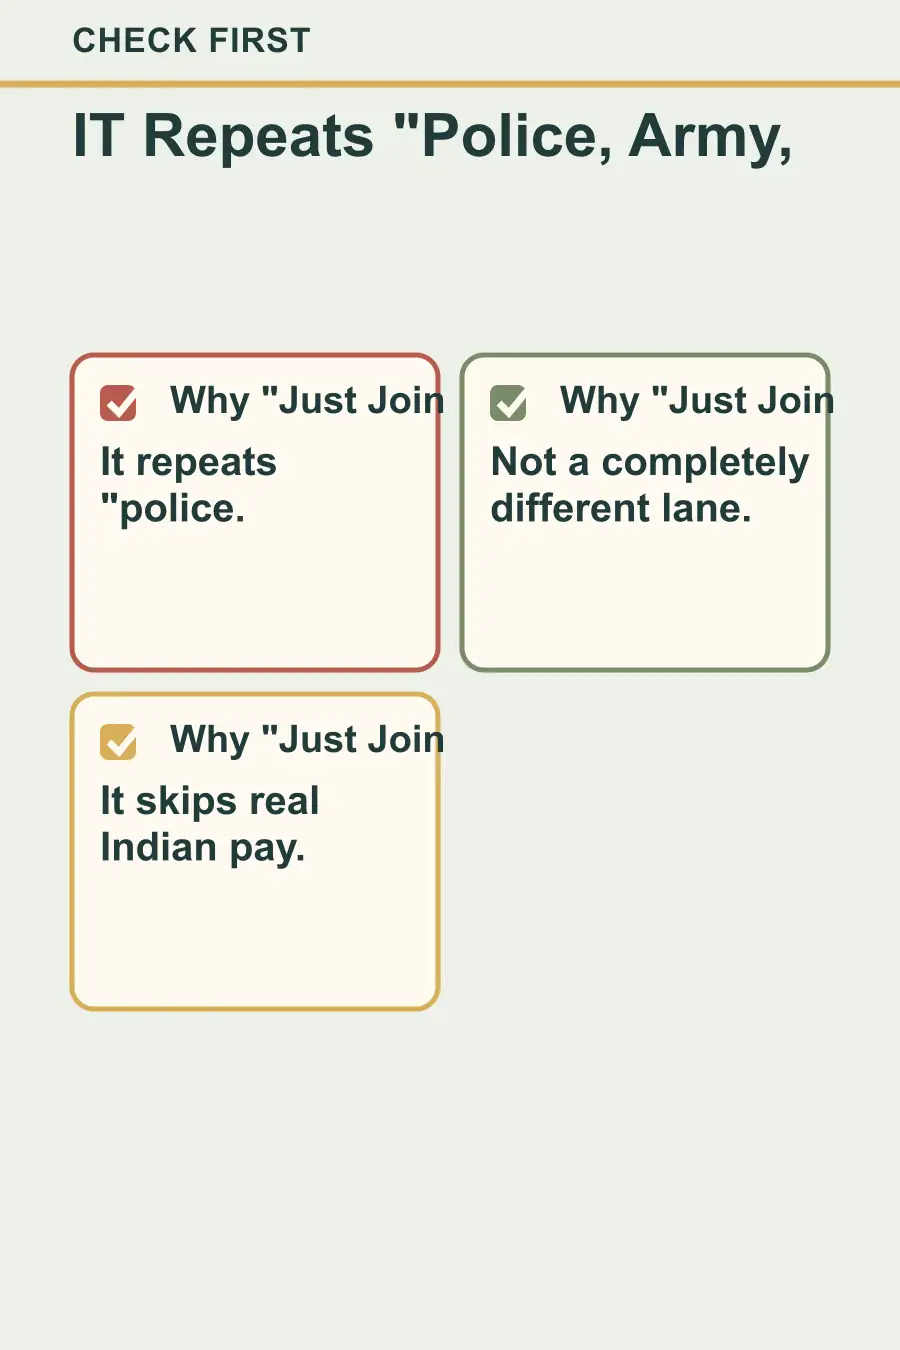 CHECK FIRST
IT Repeats "Police, Army,
Why "Just Join
It repeats
"police.
Why "Just Join
Not a completely
different lane.
Why "Just Join
It skips real
Indian pay.